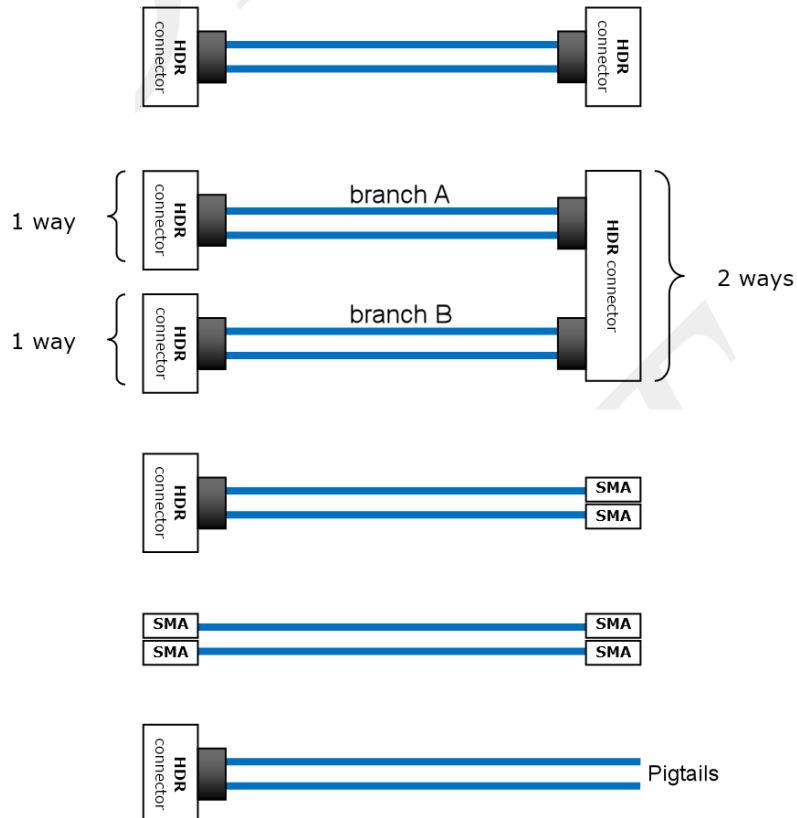 HDR
connector
HDR
connector
1 way
HDR
connector
branch A
HDR connector
2 ways
1 way
HDR
connector
branch B
HDR
connector
SMA
SMA
SMA
SMA
SMA
SMA
HDR
connector
Pigtails